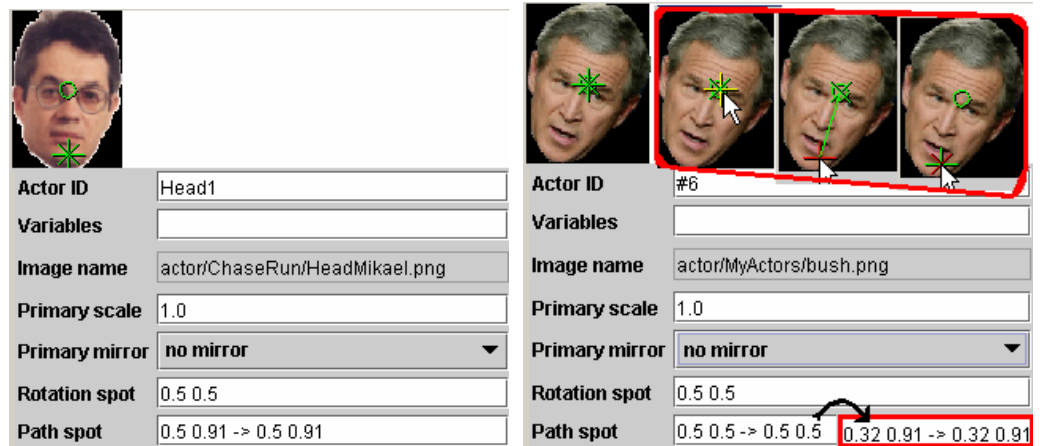 Actor ID Head1
Variables
Image name actor/ChaseRun/HeadMikael.png
Primary scale 1.0
Primary mirror no mirror
Rotation spot 0.5 0.5
Path spot 0.5 0.91 -> 0.5 0.91
Actor ID #6
Variables
Image name actor/MyActors/bush.png
Primary scale 1.0
Primary mirror no mirror
Rotation spot 0.5 0.5
Path spot 0.5 0.5 -> 0.5 0.5 0.32 0.91 -> 0.32 0.91